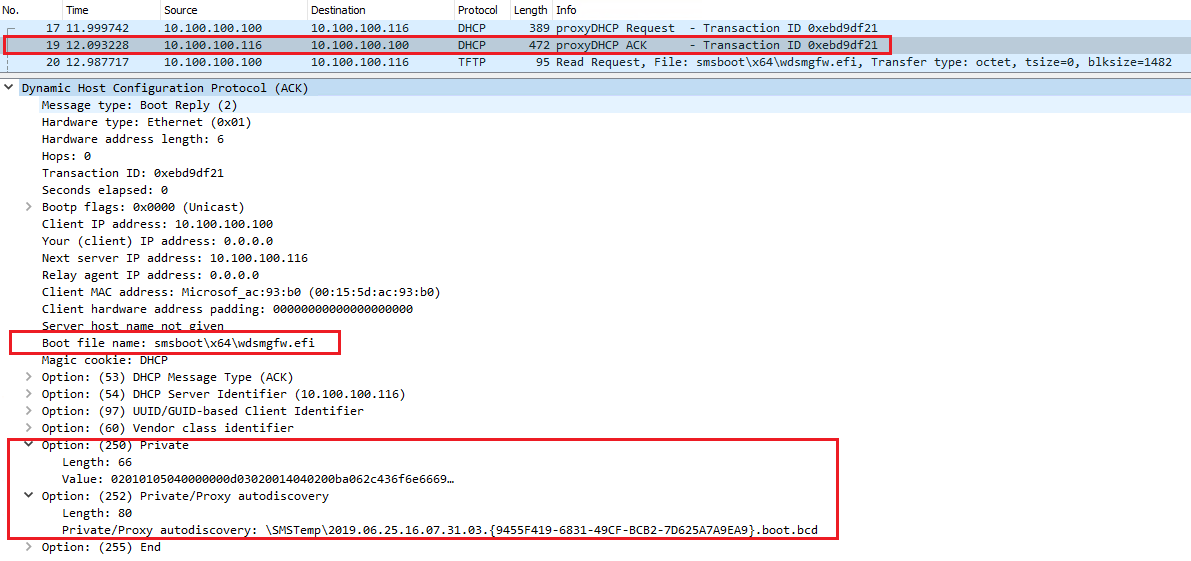 No. Time Source Destination Protocol Length Info
17 11.999742 10.100.100.100 10.100.100.116 DHCP 389 proxyDHCP Request - Transaction ID 0xebd9df21
19 12.093228 10.100.100.116 10.100.100.100 DHCP 472 proxyDHCP ACK - Transaction ID 0xebd9df21
20 12.987717 10.100.100.100 10.100.100.116 TFTP 95 Read Request, File: smsboot\x64\wdsmgfw.efi, Transfer type: octet, tsize=0, blksize=1482
Dynamic Host Configuration Protocol (ACK)
Message type: Boot Reply (2)
Hardware type: Ethernet (0x01)
Hardware address length: 6
Hops: 0
Transaction ID: 0xebd9df21
Seconds elapsed: 0
Bootp flags: 0x0000 (Unicast)
Client IP address: 10.100.100.100
Your (client) IP address: 0.0.0.0
Next server IP address: 10.100.100.116
Relay agent IP address: 0.0.0.0
Client MAC address: Microsof_ac:93:b0 (00:15:5d:ac:93:b0)
Client hardware address padding: 00000000000000000000
Server host name not given
Boot file name: smsboot\x64\wdsmgfw.efi
Magic cookie: DHCP
Option: (53) DHCP Message Type (ACK)
Option: (54) DHCP Server Identifier (10.100.100.116)
Option: (97) UUID/GUID-based Client Identifier
Option: (60) Vendor class identifier
Option: (250) Private
Length: 66
Value: 02010105040000000d03020014040200ba062c436f6e6669…
Option: (252) Private/Proxy autodiscovery
Length: 80
Private/Proxy autodiscovery: \SMSTemp\2019.06.25.16.07.31.03.{9455F419-6831-49CF-BCB2-7D625A7A9EA9}.boot.bcd
Option: (255) End